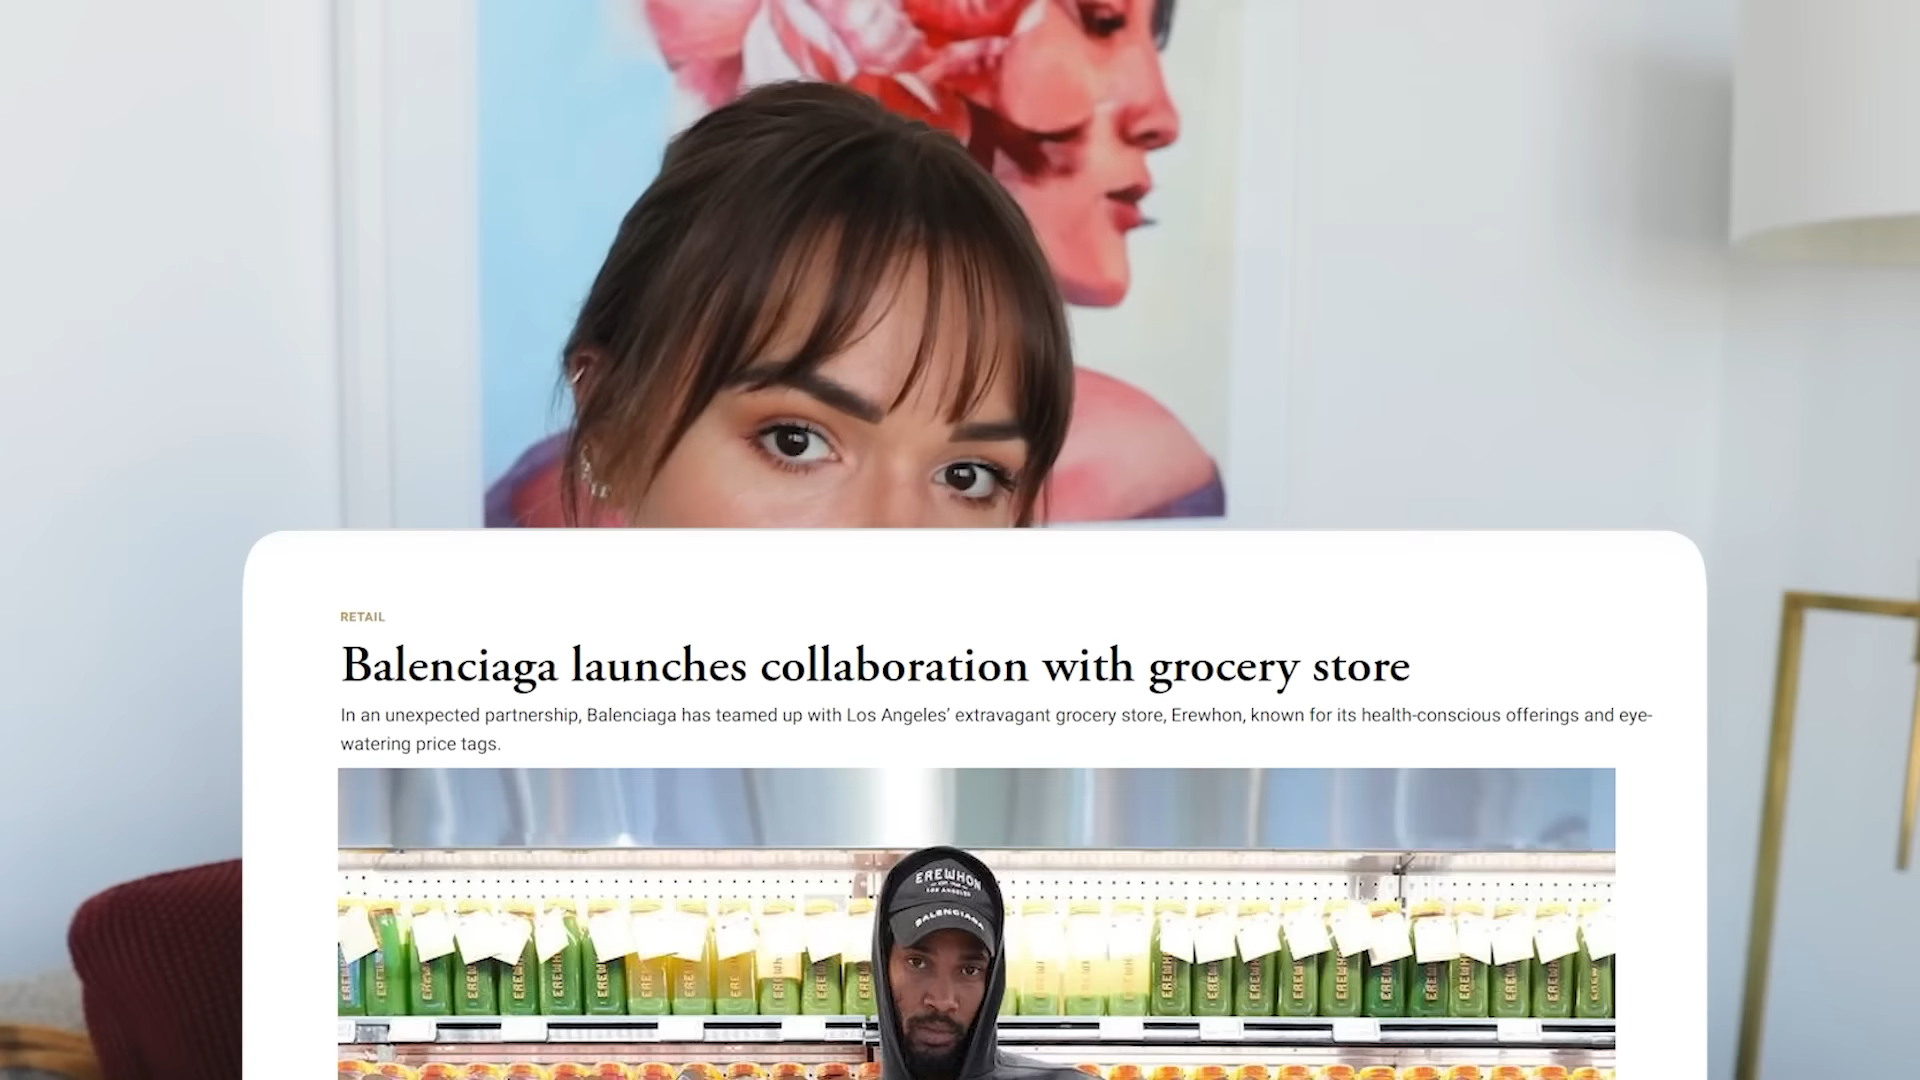 RETAIL
Balenciaga launches collaboration with grocery store
In an unexpected partnership, Balenciaga has teamed up with Los Angeles’ extravagant grocery store, Erewhon, known for its health-conscious offerings and eye-
watering price tags.
EREWHON
LOS ANGELES
BALENCIAGA